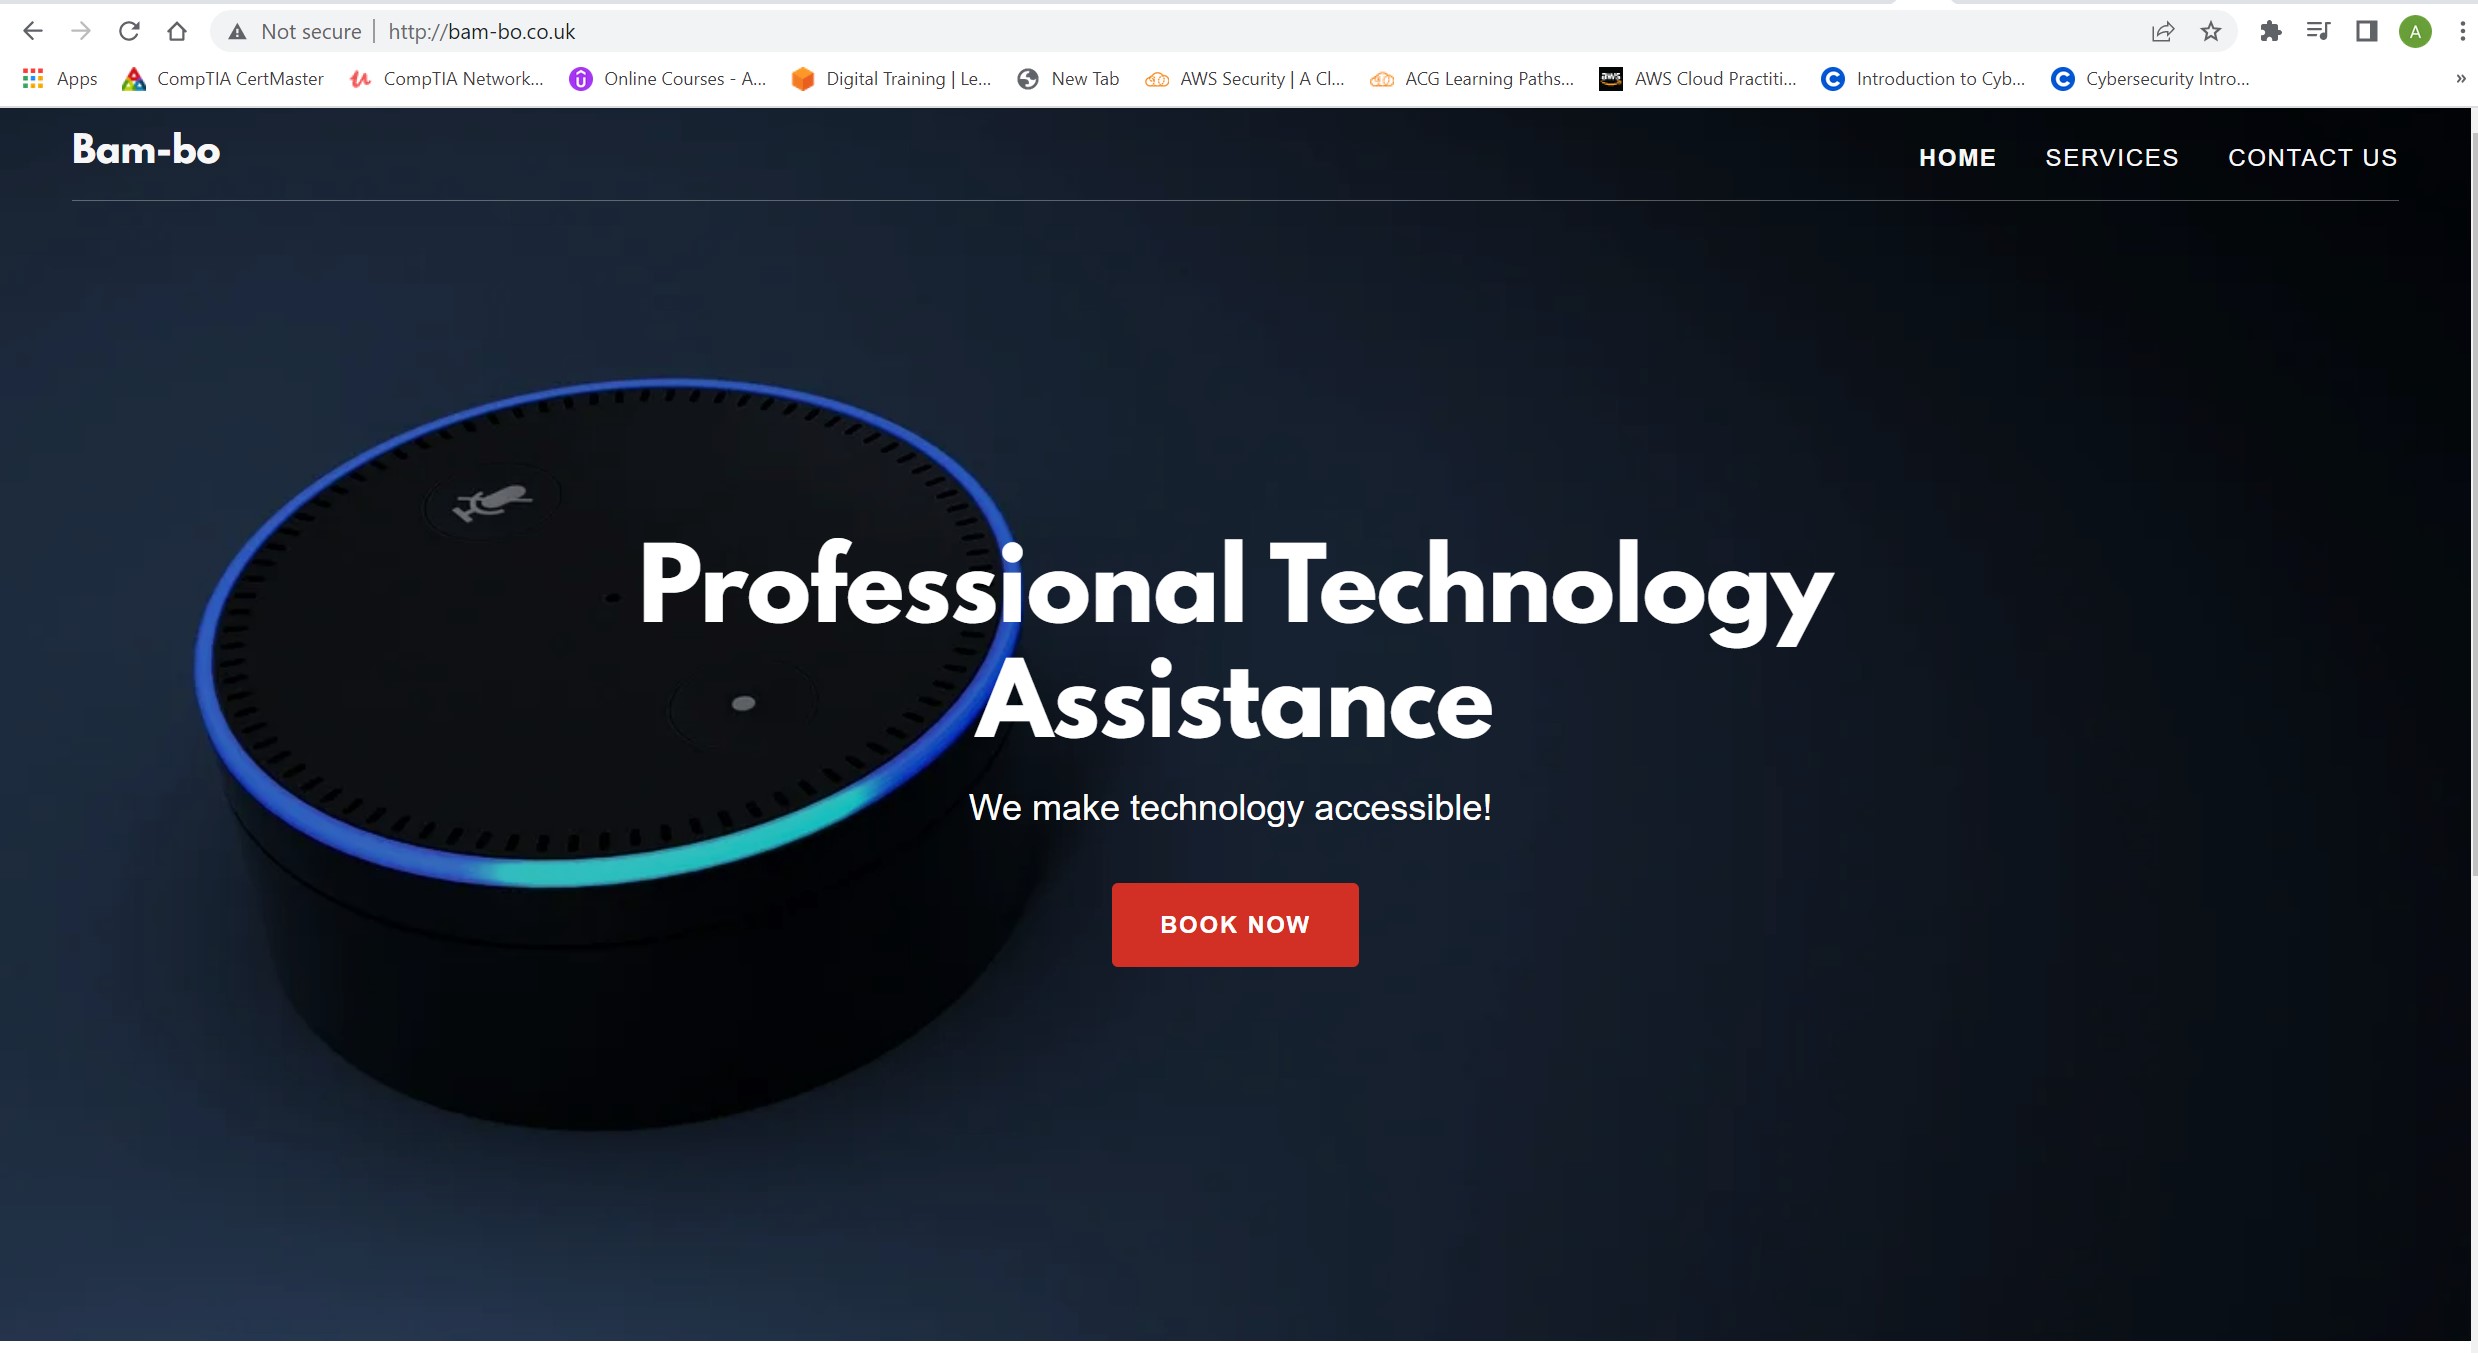 Not secure http://bam-bo.co.uk A
Apps CompTIA CertMaster CompTIA Network... Online Courses - A... Digital Training | Le... New Tab AWS Security | A Cl... ACG Learning Paths... AWS Cloud Practiti... Introduction to Cyb... Cybersecurity Intro... »
Bam-bo HOME SERVICES CONTACT US
Professional Technology
Assistance
We make technology accessible!
BOOK NOW